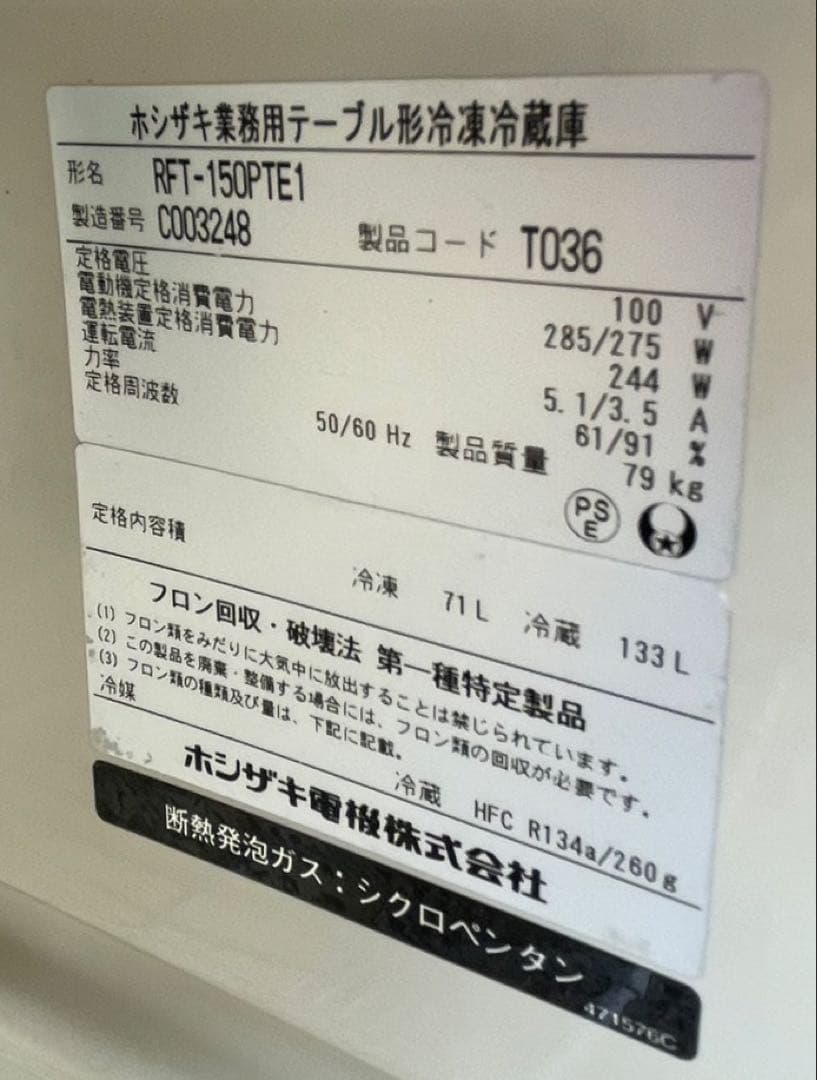 ホシザキ業務用テーブル形冷凍冷蔵庫
形名 RFT-150PTE1
製造番号 C003248 製品コード T036
定格電圧 100 V
電動機定格消費電力 285/275 W
電熱装置定格消費電力 244 W
運転電流 5.1/3.5 A
力率 61/91 %
定格周波数 50/60 Hz 製品質量 79 kg
PS
E
定格内容積 冷凍 71L 冷蔵 133L
フロン回収・破壊法 第一種特定製品
(1) フロン類をみだりに大気中に放出することは禁じられています。
(2) この製品を廃棄・整備する場合には、フロン類の回収が必要です。
(3) フロン類の種類及び量は、下記に記載。
冷媒 冷蔵 HFC R134a/260g
ホシザキ電機株式会社
断熱発泡ガス:シクロペンタン
471576C